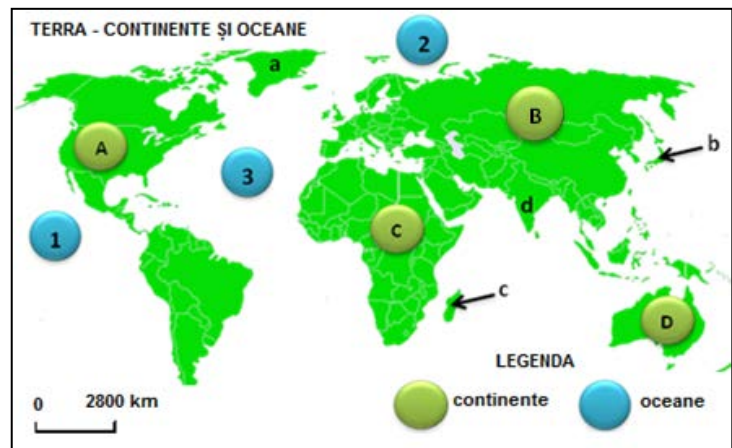 TERRA - CONTINENTE ȘI OCEANE
2
a
B
A
b
3
d
C
1
c
D
LEGENDA
0 2800 km
continente
oceane